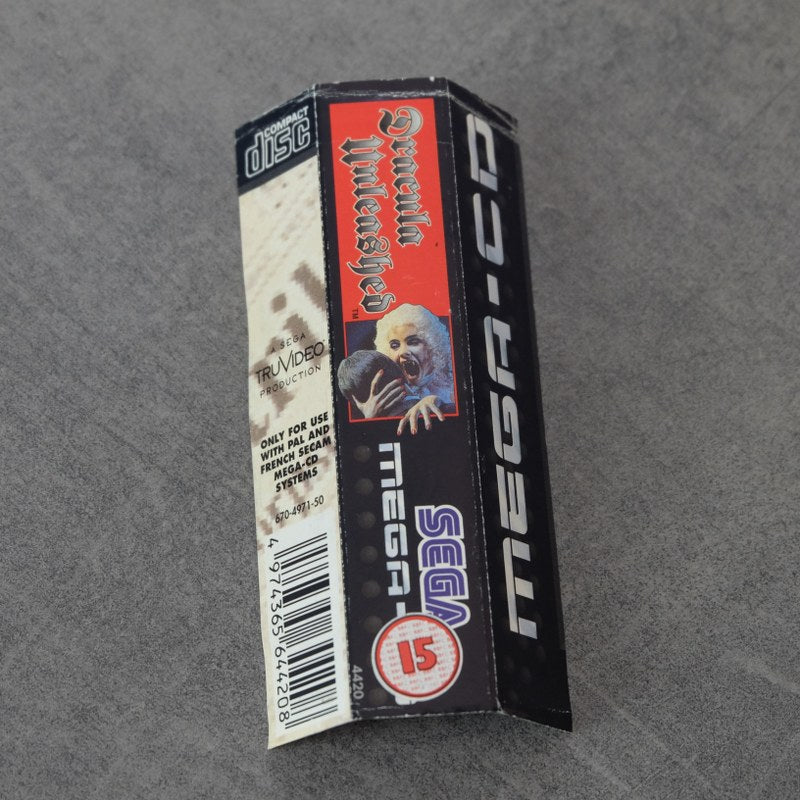 COMPACT
disc
A SEGA
TRUVIDEO
PRODUCTION
ONLY FOR USE
WITH PAL AND
FRENCH SECAM
MEGA-CD
SYSTEMS
670-4971-50
4 974365 644208
Dracula
Unleashed
TM
SEGA
MEGA-
15
4420
MEGA-CD